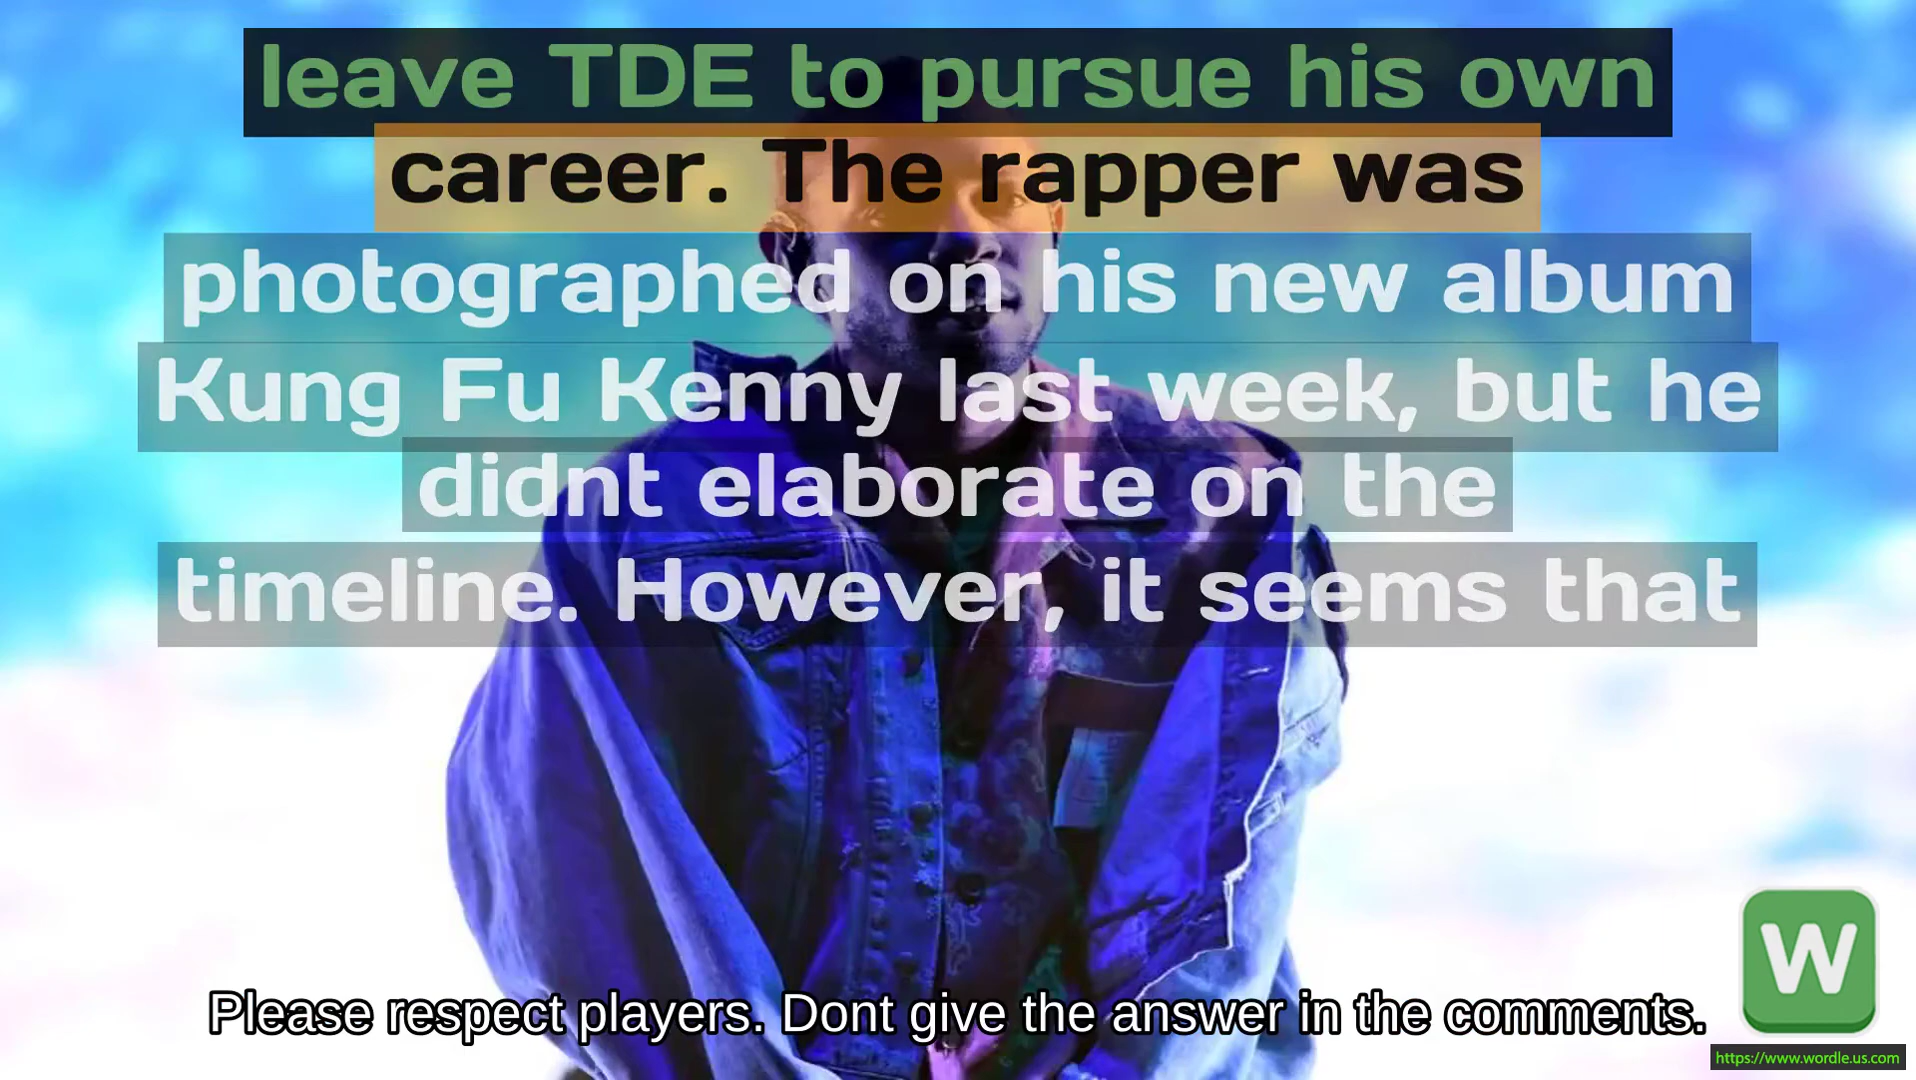 leave TDE to pursue his own
career. The rapper was
photographed on his new album
Kung Fu Kenny last week, but he
didnt elaborate on the
timeline. However, it seems that
Please respect players. Dont give the answer in the comments.
W
https://www.wordle.us.com